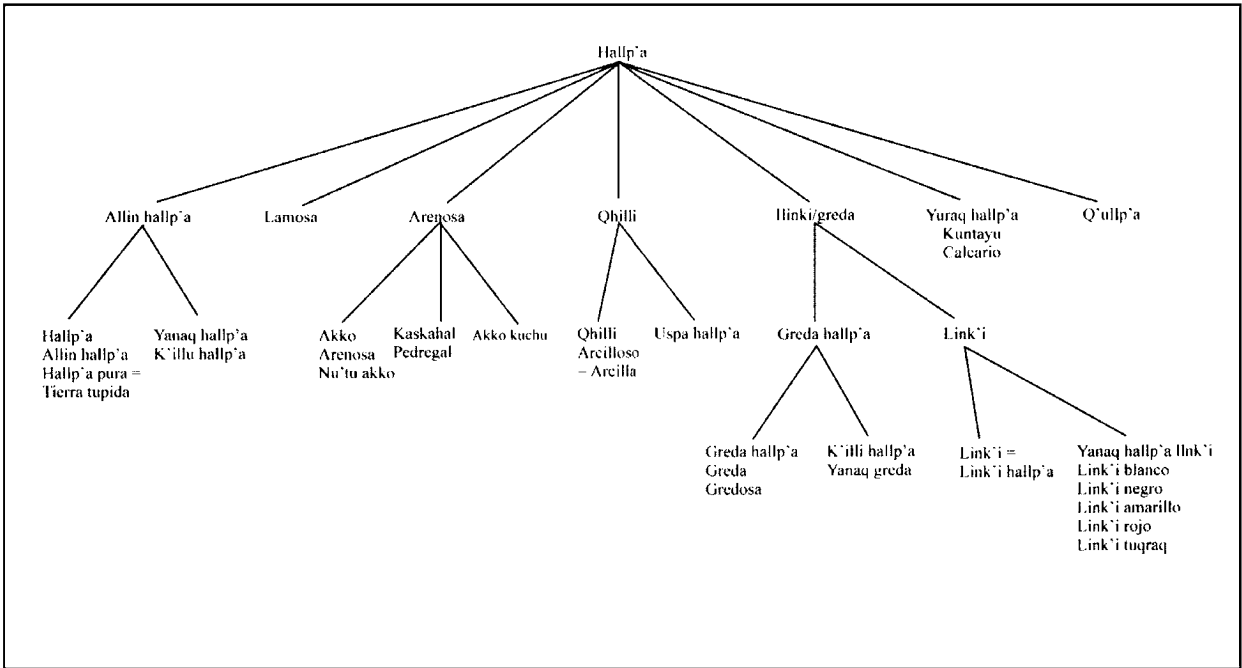 Hallp`a
Allin hallp`a
Lamosa
Arenosa
Qhilli
Ilinki/greda
Yuraq hallp`a
Kuntayu
Calcario
Q`ullp`a
Hallp`a
Allin hallp`a
Hallp`a pura =
Tierra tupida
Yanaq hallp'a
K`illu hallp`a
Akko
Arenosa
Nu'tu akko
Kaskahal
Pedregal
Akko kuchu
Qhilli
Arcilloso
– Arcilla
Uspa hallp`a
Greda hallp`a
Link`i
Greda hallp`a
Greda
Gredosa
K`illi hallp`a
Yanaq greda
Link`i =
Link`i hallp`a
Yanaq hallp`a lInk`i
Link`i blanco
Link`i negro
Link`i amarillo
Link`i rojo
Link`i tuqraq